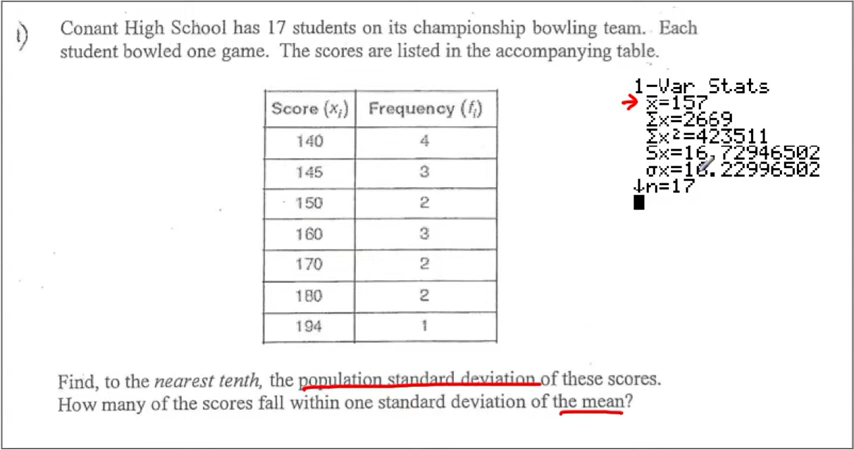 1)
Conant High School has 17 students on its championship bowling team. Each
student bowled one game. The scores are listed in the accompanying table.
Score (xᵢ) Frequency (fᵢ)
140 4
145 3
150 2
160 3
170 2
180 2
194 1
1-Var Stats
x̄=157
Σx=2669
Σx²=423511
Sx=16.72946502
σx=16.22996502
↓n=17
Find, to the nearest tenth, the population standard deviation of these scores.
How many of the scores fall within one standard deviation of the mean?